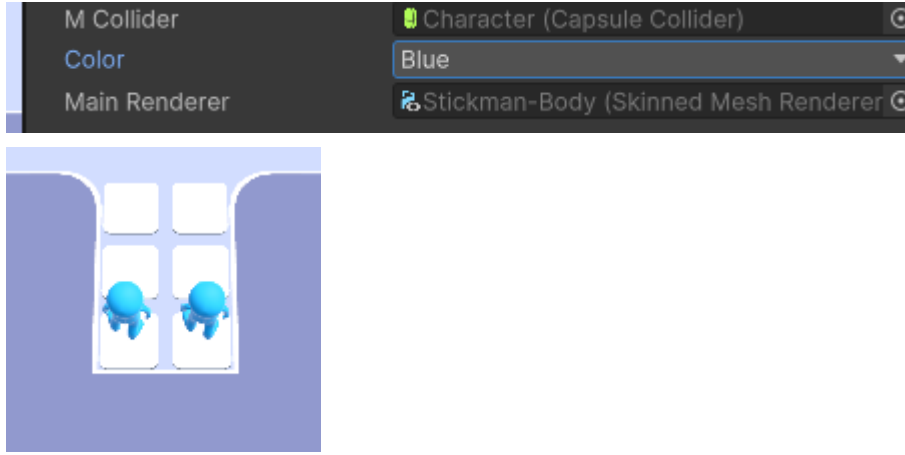 M Collider Character (Capsule Collider)
Color Blue
Main Renderer Stickman-Body (Skinned Mesh Renderer